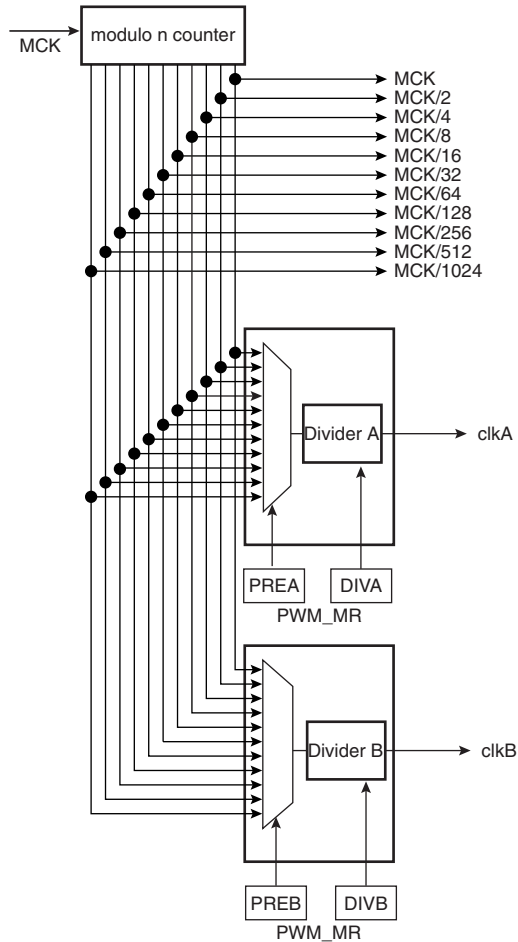 modulo n counter
MCK
MCK
MCK/2
MCK/4
MCK/8
MCK/16
MCK/32
MCK/64
MCK/128
MCK/256
MCK/512
MCK/1024
Divider A
clkA
PREA
DIVA
PWM_MR
Divider B
clkB
PREB
DIVB
PWM_MR